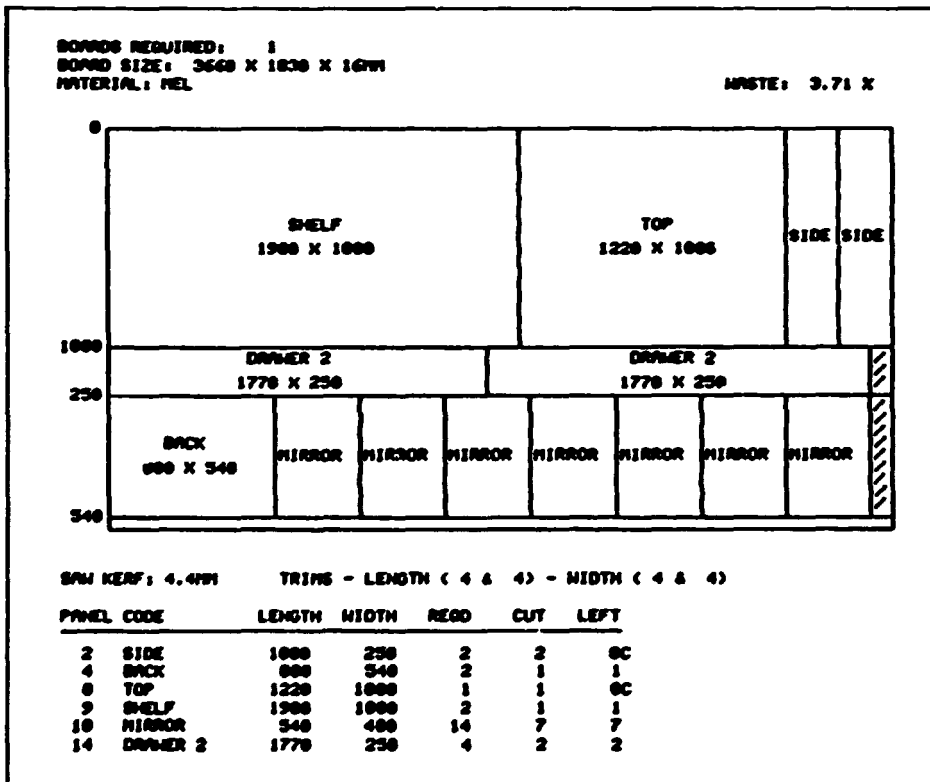 BOARDS REQUIRED: 1
BOARD SIZE: 3660 X 1830 X 16MM
MATERIAL: MEL
WASTE: 3.71 %
0
SHELF
1900 X 1000
TOP
1220 X 1000
SIDE SIDE
1000
DRAWER 2
1770 X 250
DRAWER 2
1770 X 250
250
BACK
800 X 540
MIRROR MIRROR MIRROR MIRROR MIRROR MIRROR MIRROR
540
SAW KERF: 4.4MM TRIMS - LENGTH ( 4 & 4) - WIDTH ( 4 & 4)
PANEL CODE LENGTH WIDTH REQD CUT LEFT
2 SIDE 1000 250 2 2 0C
4 BACK 800 540 2 1 1
8 TOP 1220 1000 1 1 0C
9 SHELF 1900 1000 2 1 1
10 MIRROR 540 400 14 7 7
14 DRAWER 2 1770 250 4 2 2